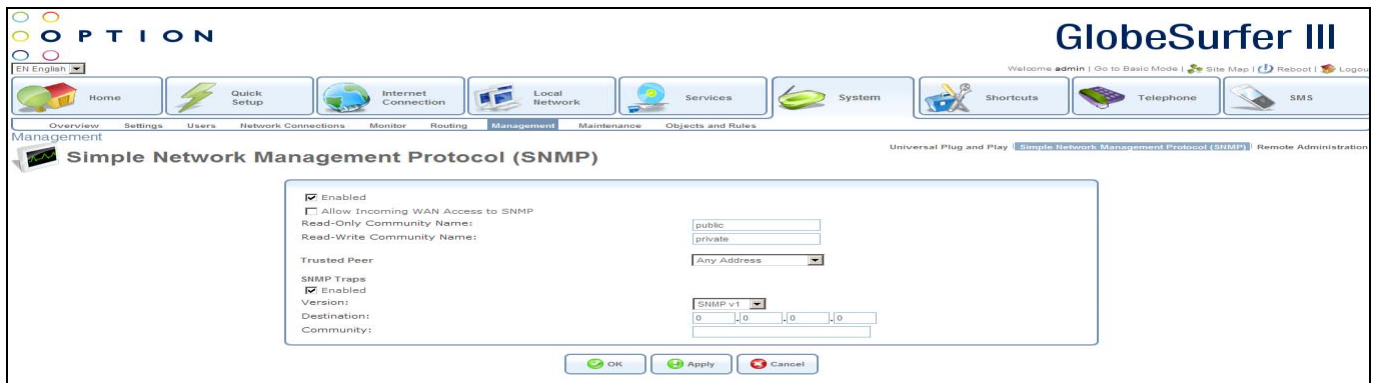 OPTION
GlobeSurfer III
EN English
Welcome admin | Go to Basic Mode | Site Map | Reboot | Logou
Home
Quick Setup
Internet Connection
Local Network
Services
System
Shortcuts
Telephone
SMS
Overview Settings Users Network Connections Monitor Routing Management Maintenance Objects and Rules
Management
Simple Network Management Protocol (SNMP)
Universal Plug and Play Simple Network Management Protocol (SNMP) Remote Administration
Enabled
Allow Incoming WAN Access to SNMP
Read-Only Community Name: public
Read-Write Community Name: private
Trusted Peer Any Address
SNMP Traps
Enabled
Version: SNMP v1
Destination: 0 .0 .0 .0
Community:
OK Apply Cancel